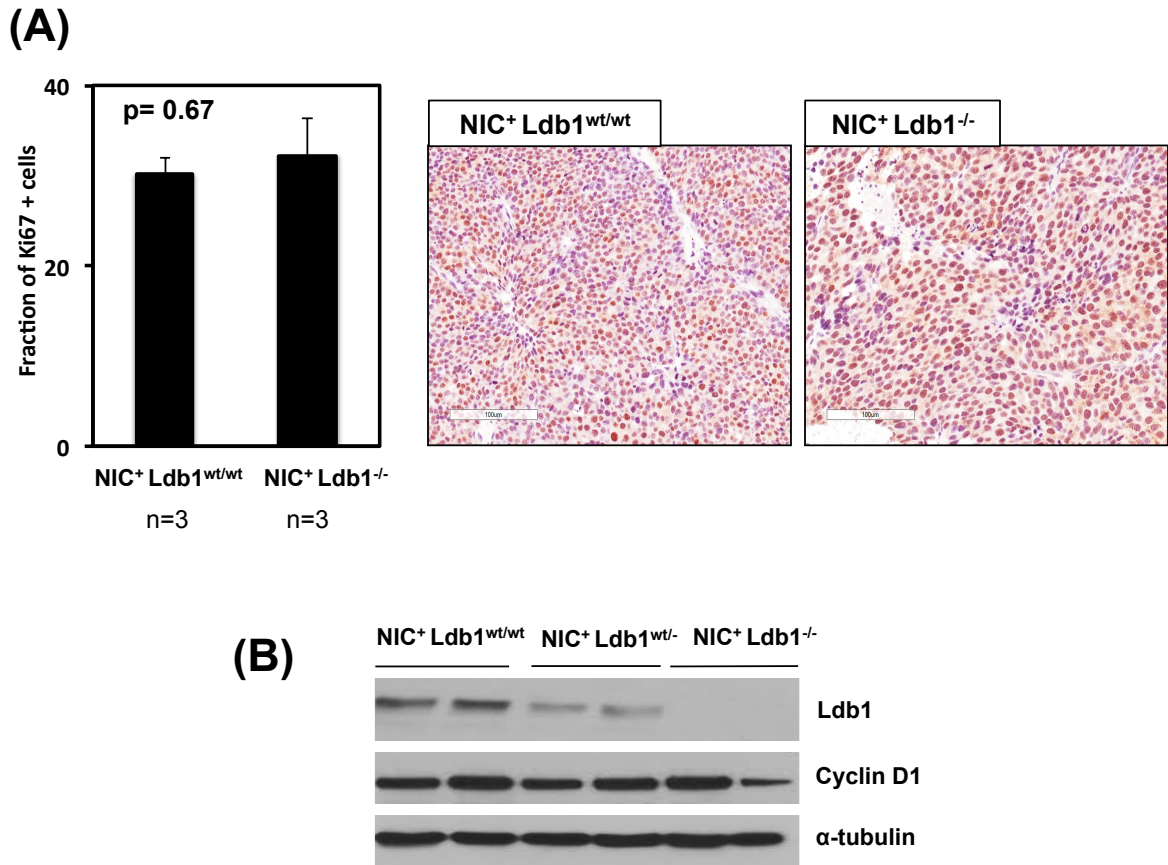 (A)
40
20
0
Fraction of Ki67 + cells
p= 0.67
NIC⁺ Ldb1ʷᵗ/ʷᵗ
n=3
NIC⁺ Ldb1⁻/⁻
n=3
NIC⁺ Ldb1ʷᵗ/ʷᵗ
100um
NIC⁺ Ldb1⁻/⁻
100um
(B)
NIC⁺ Ldb1ʷᵗ/ʷᵗ NIC⁺ Ldb1ʷᵗ/⁻ NIC⁺ Ldb1⁻/⁻
Ldb1
Cyclin D1
α-tubulin